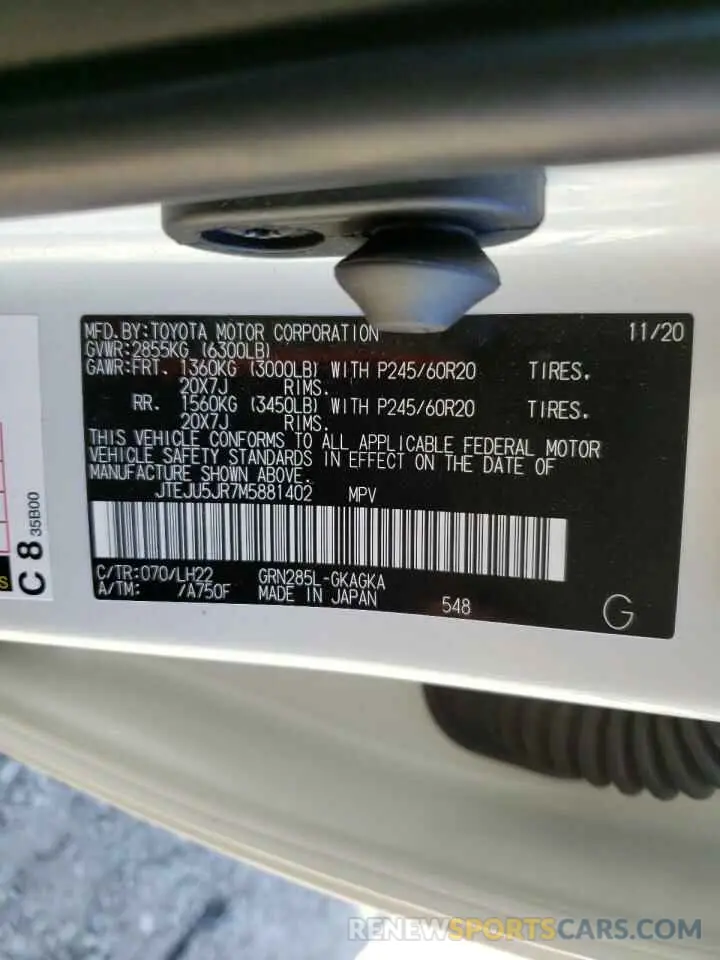 MFD. BY: TOYOTA MOTOR CORPORATION 11/20
GVWR: 2855KG (6300LB)
GAWR: FRT. 1360KG (3000LB) WITH P245/60R20 TIRES.
20X7J RIMS.
RR. 1560KG (3450LB) WITH P245/60R20 TIRES.
20X7J RIMS.
THIS VEHICLE CONFORMS TO ALL APPLICABLE FEDERAL MOTOR
VEHICLE SAFETY STANDARDS IN EFFECT ON THE DATE OF
MANUFACTURE SHOWN ABOVE.
JTEJU5JR7M5881402 MPV
C/TR: 070/LH22 GRN285L-GKAGKA
A/TM: /A750F MADE IN JAPAN 548 G
C 8 35B00
S
RENEWSPORTSCARS.COM